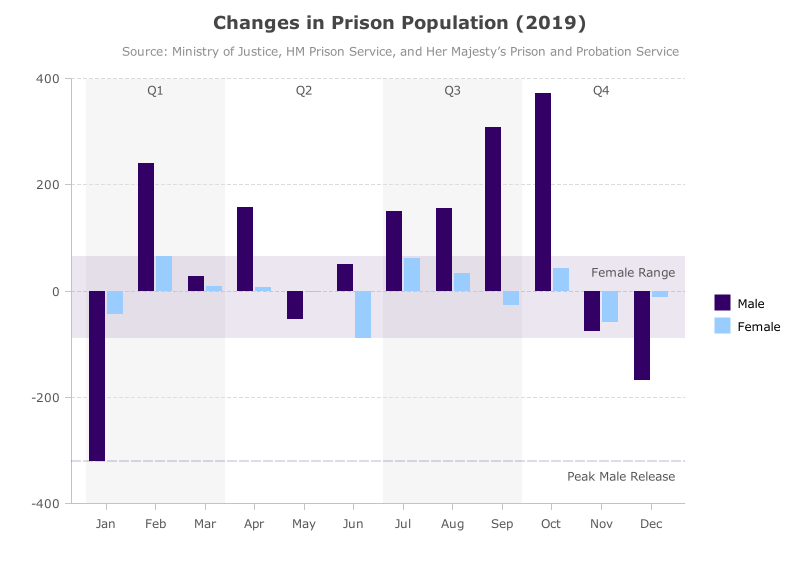 Changes in Prison Population (2019)
Source: Ministry of Justice, HM Prison Service, and Her Majesty’s Prison and Probation Service
400
Q1 Q2 Q3 Q4
200
Female Range
0
Male
Female
-200
Peak Male Release
-400
Jan Feb Mar Apr May Jun Jul Aug Sep Oct Nov Dec